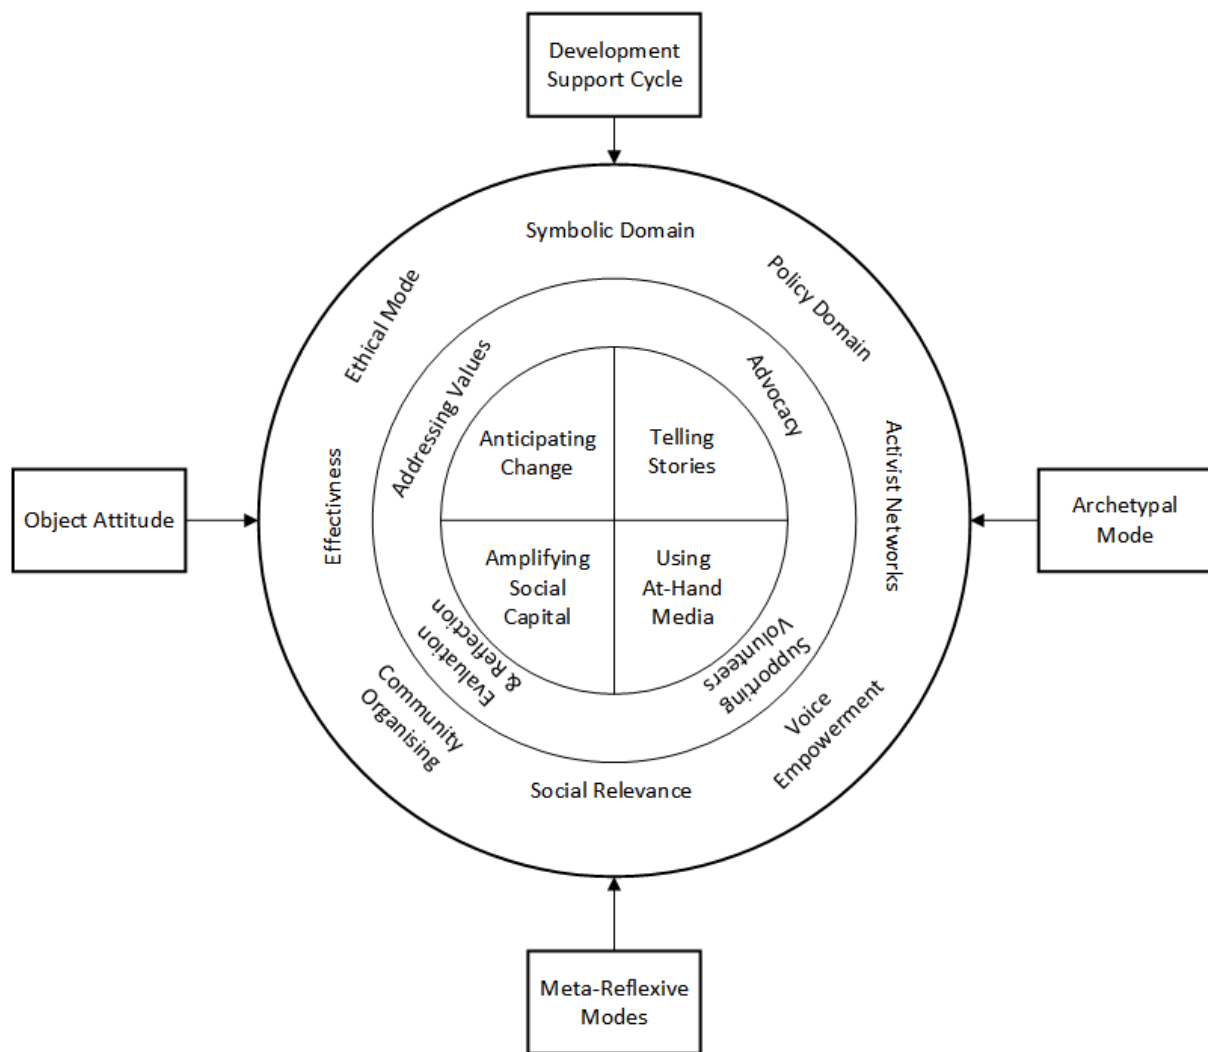 Development
Support Cycle
Symbolic Domain
Ethical Mode
Policy Domain
Addressing Values
Advocacy
Anticipating
Change
Telling
Stories
Effectivness
Activist Networks
Object Attitude
Archetypal
Mode
Amplifying
Social
Capital
Using
At-Hand
Media
Evaluation
& Reflection
Supporting
Volunteers
Community
Organising
Voice
Empowerment
Social Relevance
Meta-Reflexive
Modes